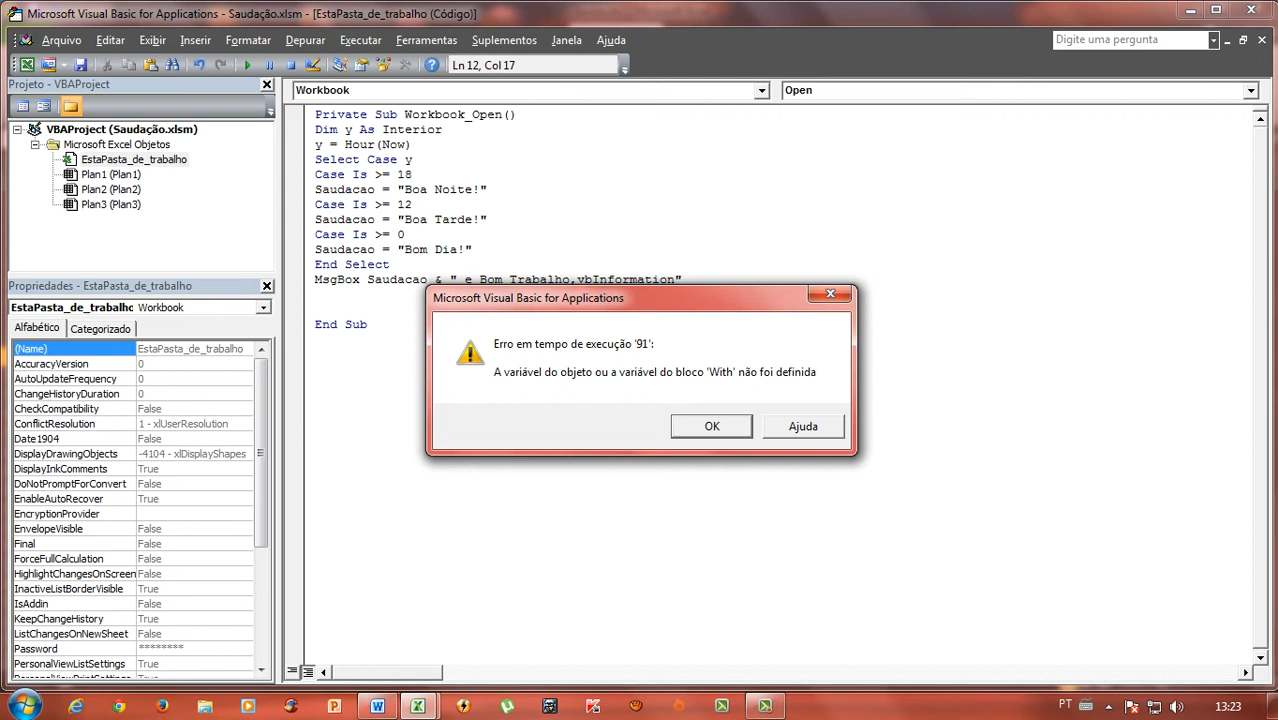 Microsoft Visual Basic for Applications - Saudação.xlsm - [EstaPasta_de_trabalho (Código)]
Arquivo Editar Exibir Inserir Formatar Depurar Executar Ferramentas Suplementos Janela Ajuda
Digite uma pergunta
Ln 12, Col 17
Projeto - VBAProject
VBAProject (Saudação.xlsm)
Microsoft Excel Objetos
EstaPasta_de_trabalho
Plan1 (Plan1)
Plan2 (Plan2)
Plan3 (Plan3)
Propriedades - EstaPasta_de_trabalho
EstaPasta_de_trabalho Workbook
Alfabético Categorizado
(Name) EstaPasta_de_trabalho
AccuracyVersion 0
AutoUpdateFrequency 0
ChangeHistoryDuration 0
CheckCompatibility False
ConflictResolution 1 - xlUserResolution
Date1904 False
DisplayDrawingObjects -4104 - xlDisplayShapes
DisplayInkComments True
DoNotPromptForConvert False
EnableAutoRecover True
EncryptionProvider
EnvelopeVisible False
Final False
ForceFullCalculation False
HighlightChangesOnScreen False
InactiveListBorderVisible True
IsAddin False
KeepChangeHistory True
ListChangesOnNewSheet False
Password ********
PersonalViewListSettings True
PersonalViewPrintSettings True
Workbook Open
Private Sub Workbook_Open()
Dim y As Interior
y = Hour(Now)
Select Case y
Case Is >= 18
Saudacao = "Boa Noite!"
Case Is >= 12
Saudacao = "Boa Tarde!"
Case Is >= 0
Saudacao = "Bom Dia!"
End Select
MsgBox Saudacao & " e Bom Trabalho,vbInformation"
End Sub
Microsoft Visual Basic for Applications
Erro em tempo de execução '91':
A variável do objeto ou a variável do bloco 'With' não foi definida
OK Ajuda
PT 13:23